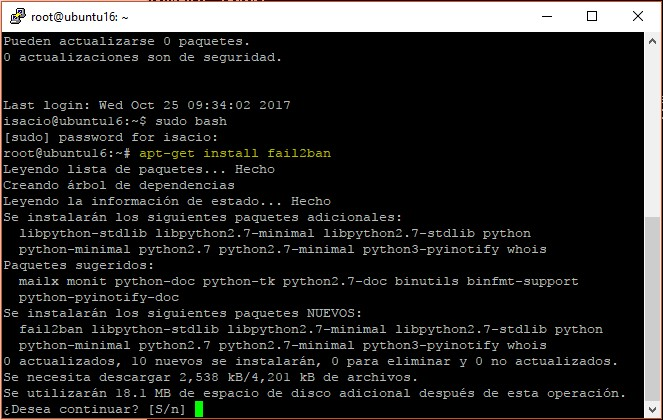 root@ubuntu16: ~
Pueden actualizarse 0 paquetes.
0 actualizaciones son de seguridad.
Last login: Wed Oct 25 09:34:02 2017
isacio@ubuntu16:~$ sudo bash
[sudo] password for isacio:
root@ubuntu16:~# apt-get install fail2ban
Leyendo lista de paquetes... Hecho
Creando árbol de dependencias
Leyendo la información de estado... Hecho
Se instalarán los siguientes paquetes adicionales:
  libpython-stdlib libpython2.7-minimal libpython2.7-stdlib python
  python-minimal python2.7 python2.7-minimal python3-pyinotify whois
Paquetes sugeridos:
  mailx monit python-doc python-tk python2.7-doc binutils binfmt-support
  python-pyinotify-doc
Se instalarán los siguientes paquetes NUEVOS:
  fail2ban libpython-stdlib libpython2.7-minimal libpython2.7-stdlib python
  python-minimal python2.7 python2.7-minimal python3-pyinotify whois
0 actualizados, 10 nuevos se instalarán, 0 para eliminar y 0 no actualizados.
Se necesita descargar 2,538 kB/4,201 kB de archivos.
Se utilizarán 18.1 MB de espacio de disco adicional después de esta operación.
¿Desea continuar? [S/n]